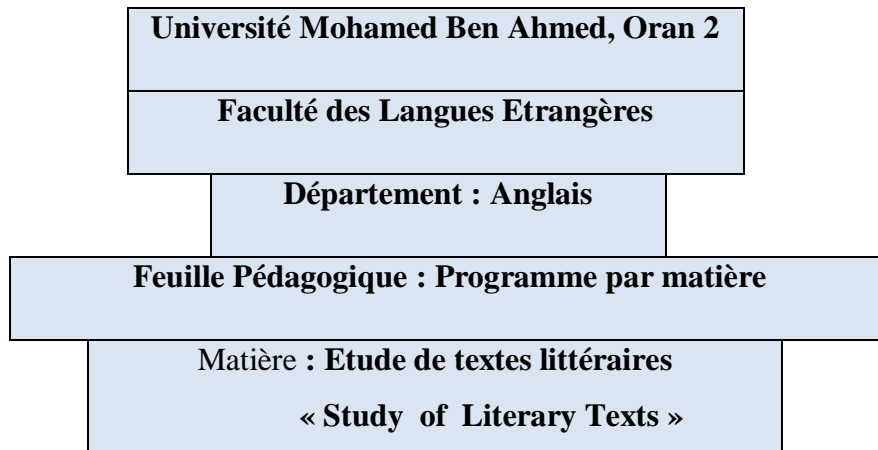 Université Mohamed Ben Ahmed, Oran 2
Faculté des Langues Etrangères
Département : Anglais
Feuille Pédagogique : Programme par matière
Matière : Etude de textes littéraires
« Study of Literary Texts »